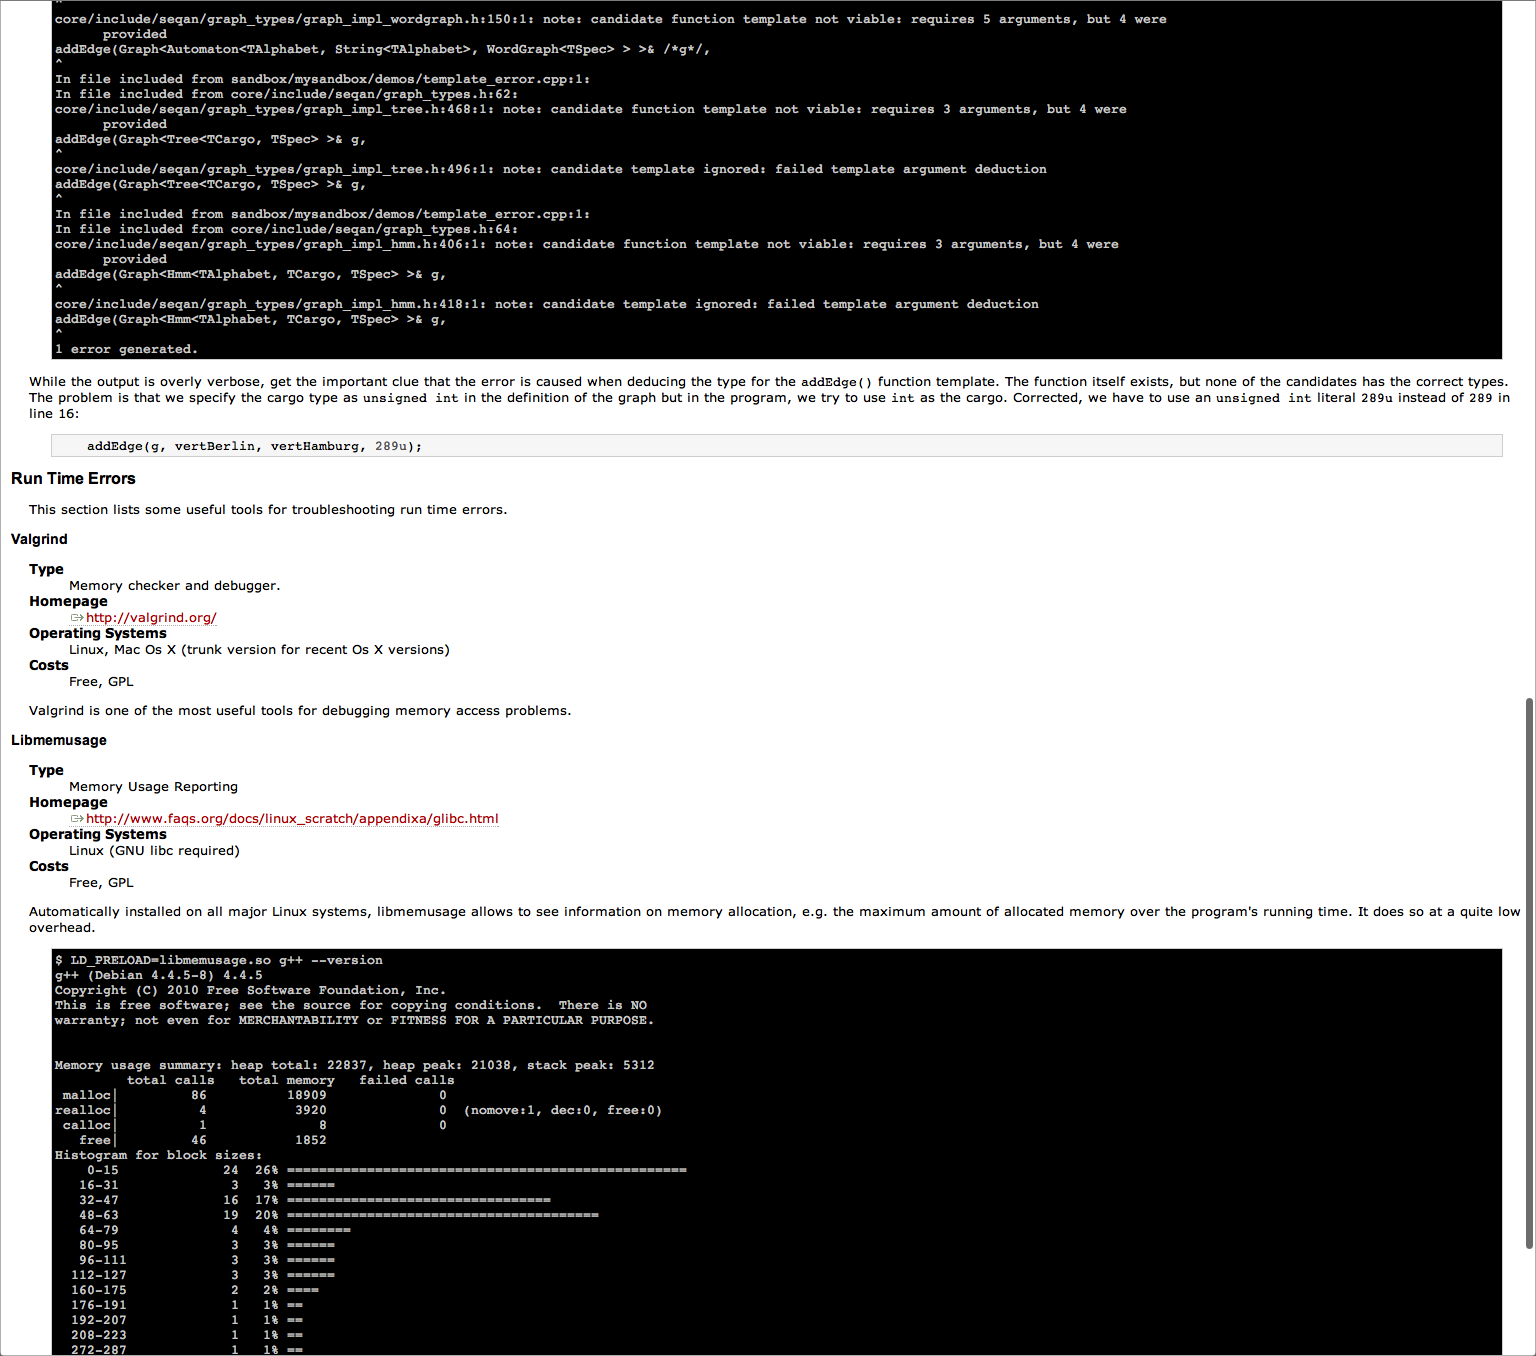 ^
core/include/seqan/graph_types/graph_impl_wordgraph.h:150:1: note: candidate function template not viable: requires 5 arguments, but 4 were
      provided
addEdge(Graph<Automaton<TAlphabet, String<TAlphabet>, WordGraph<TSpec> > >& /*g*/,
^
In file included from sandbox/mysandbox/demos/template_error.cpp:1:
In file included from core/include/seqan/graph_types.h:62:
core/include/seqan/graph_types/graph_impl_tree.h:468:1: note: candidate function template not viable: requires 3 arguments, but 4 were
      provided
addEdge(Graph<Tree<TCargo, TSpec> >& g,
^
core/include/seqan/graph_types/graph_impl_tree.h:496:1: note: candidate template ignored: failed template argument deduction
addEdge(Graph<Tree<TCargo, TSpec> >& g,
^
In file included from sandbox/mysandbox/demos/template_error.cpp:1:
In file included from core/include/seqan/graph_types.h:64:
core/include/seqan/graph_types/graph_impl_hmm.h:406:1: note: candidate function template not viable: requires 3 arguments, but 4 were
      provided
addEdge(Graph<Hmm<TAlphabet, TCargo, TSpec> >& g,
^
core/include/seqan/graph_types/graph_impl_hmm.h:418:1: note: candidate template ignored: failed template argument deduction
addEdge(Graph<Hmm<TAlphabet, TCargo, TSpec> >& g,
^
1 error generated.
While the output is overly verbose, get the important clue that the error is caused when deducing the type for the addEdge() function template. The function itself exists, but none of the candidates has the correct types.
The problem is that we specify the cargo type as unsigned int in the definition of the graph but in the program, we try to use int as the cargo. Corrected, we have to use an unsigned int literal 289u instead of 289 in
line 16:
addEdge(g, vertBerlin, vertHamburg, 289u);
Run Time Errors
This section lists some useful tools for troubleshooting run time errors.
Valgrind
Type
Memory checker and debugger.
Homepage
http://valgrind.org/
Operating Systems
Linux, Mac Os X (trunk version for recent Os X versions)
Costs
Free, GPL
Valgrind is one of the most useful tools for debugging memory access problems.
Libmemusage
Type
Memory Usage Reporting
Homepage
http://www.faqs.org/docs/linux_scratch/appendixa/glibc.html
Operating Systems
Linux (GNU libc required)
Costs
Free, GPL
Automatically installed on all major Linux systems, libmemusage allows to see information on memory allocation, e.g. the maximum amount of allocated memory over the program's running time. It does so at a quite low
overhead.
$ LD_PRELOAD=libmemusage.so g++ --version
g++ (Debian 4.4.5-8) 4.4.5
Copyright (C) 2010 Free Software Foundation, Inc.
This is free software; see the source for copying conditions.  There is NO
warranty; not even for MERCHANTABILITY or FITNESS FOR A PARTICULAR PURPOSE.
Memory usage summary: heap total: 22837, heap peak: 21038, stack peak: 5312
         total calls   total memory   failed calls
 malloc|         86          18909              0
realloc|          4           3920              0  (nomove:1, dec:0, free:0)
 calloc|          1              8              0
   free|         46           1852
Histogram for block sizes:
    0-15             24  26% ==================================================
   16-31              3   3% ======
   32-47             16  17% =================================
   48-63             19  20% =======================================
   64-79              4   4% ========
   80-95              3   3% ======
   96-111             3   3% ======
  112-127             3   3% ======
  160-175             2   2% ====
  176-191             1   1% ==
  192-207             1   1% ==
  208-223             1   1% ==
  272-287             1   1% ==